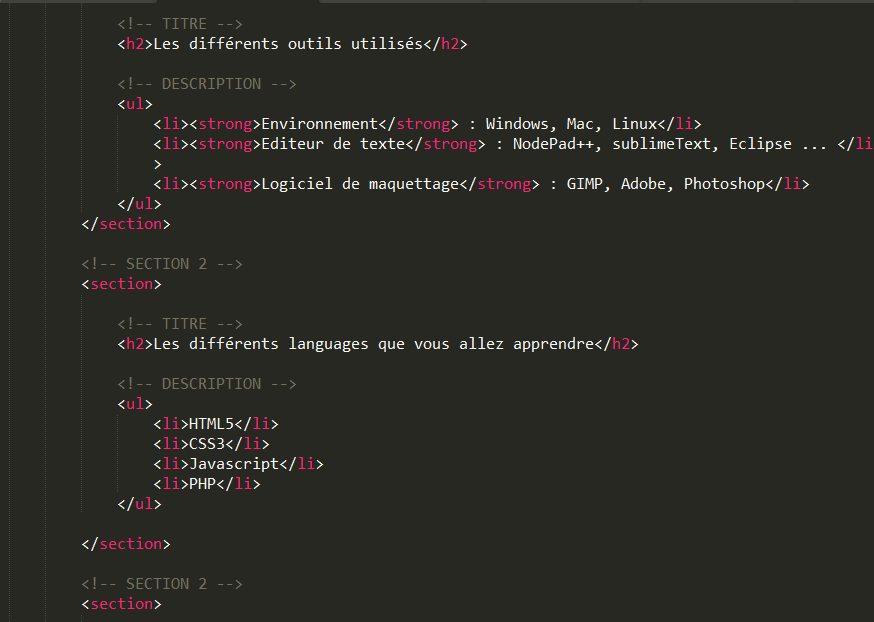 <!-- TITRE -->
<h2>Les différents outils utilisés</h2>
<!-- DESCRIPTION -->
<ul>
<li><strong>Environnement</strong> : Windows, Mac, Linux</li>
<li><strong>Editeur de texte</strong> : NodePad++, sublimeText, Eclipse ... </li
>
<li><strong>Logiciel de maquettage</strong> : GIMP, Adobe, Photoshop</li>
</ul>
</section>
<!-- SECTION 2 -->
<section>
<!-- TITRE -->
<h2>Les différents languages que vous allez apprendre</h2>
<!-- DESCRIPTION -->
<ul>
<li>HTML5</li>
<li>CSS3</li>
<li>Javascript</li>
<li>PHP</li>
</ul>
</section>
<!-- SECTION 2 -->
<section>